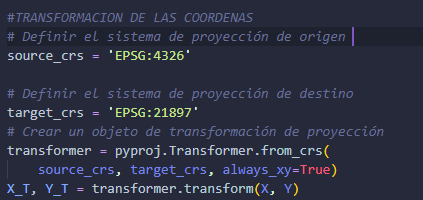 #TRANSFORMACION DE LAS COORDENAS
# Definir el sistema de proyección de origen
source_crs = 'EPSG:4326'
# Definir el sistema de proyección de destino
target_crs = 'EPSG:21897'
# Crear un objeto de transformación de proyección
transformer = pyproj.Transformer.from_crs(
    source_crs, target_crs, always_xy=True)
X_T, Y_T = transformer.transform(X, Y)